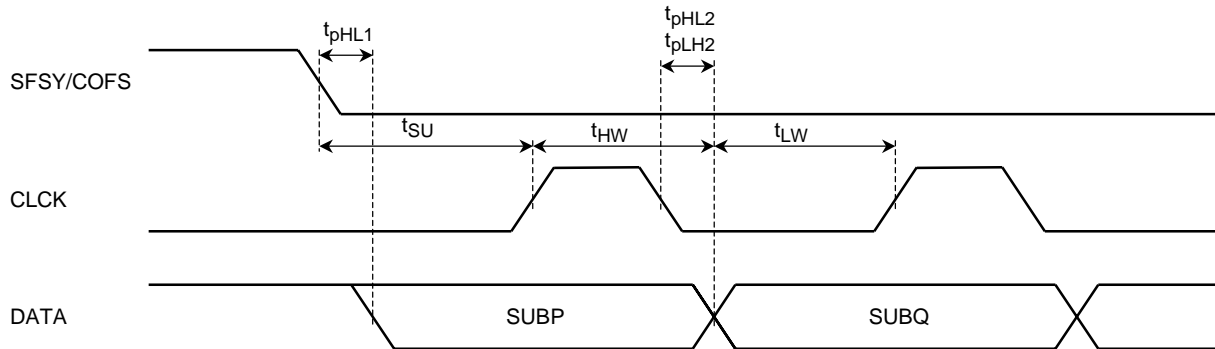 tpHL1
tpHL2
tpLH2
SFSY/COFS
tSU
tHW
tLW
CLCK
DATA
SUBP
SUBQ